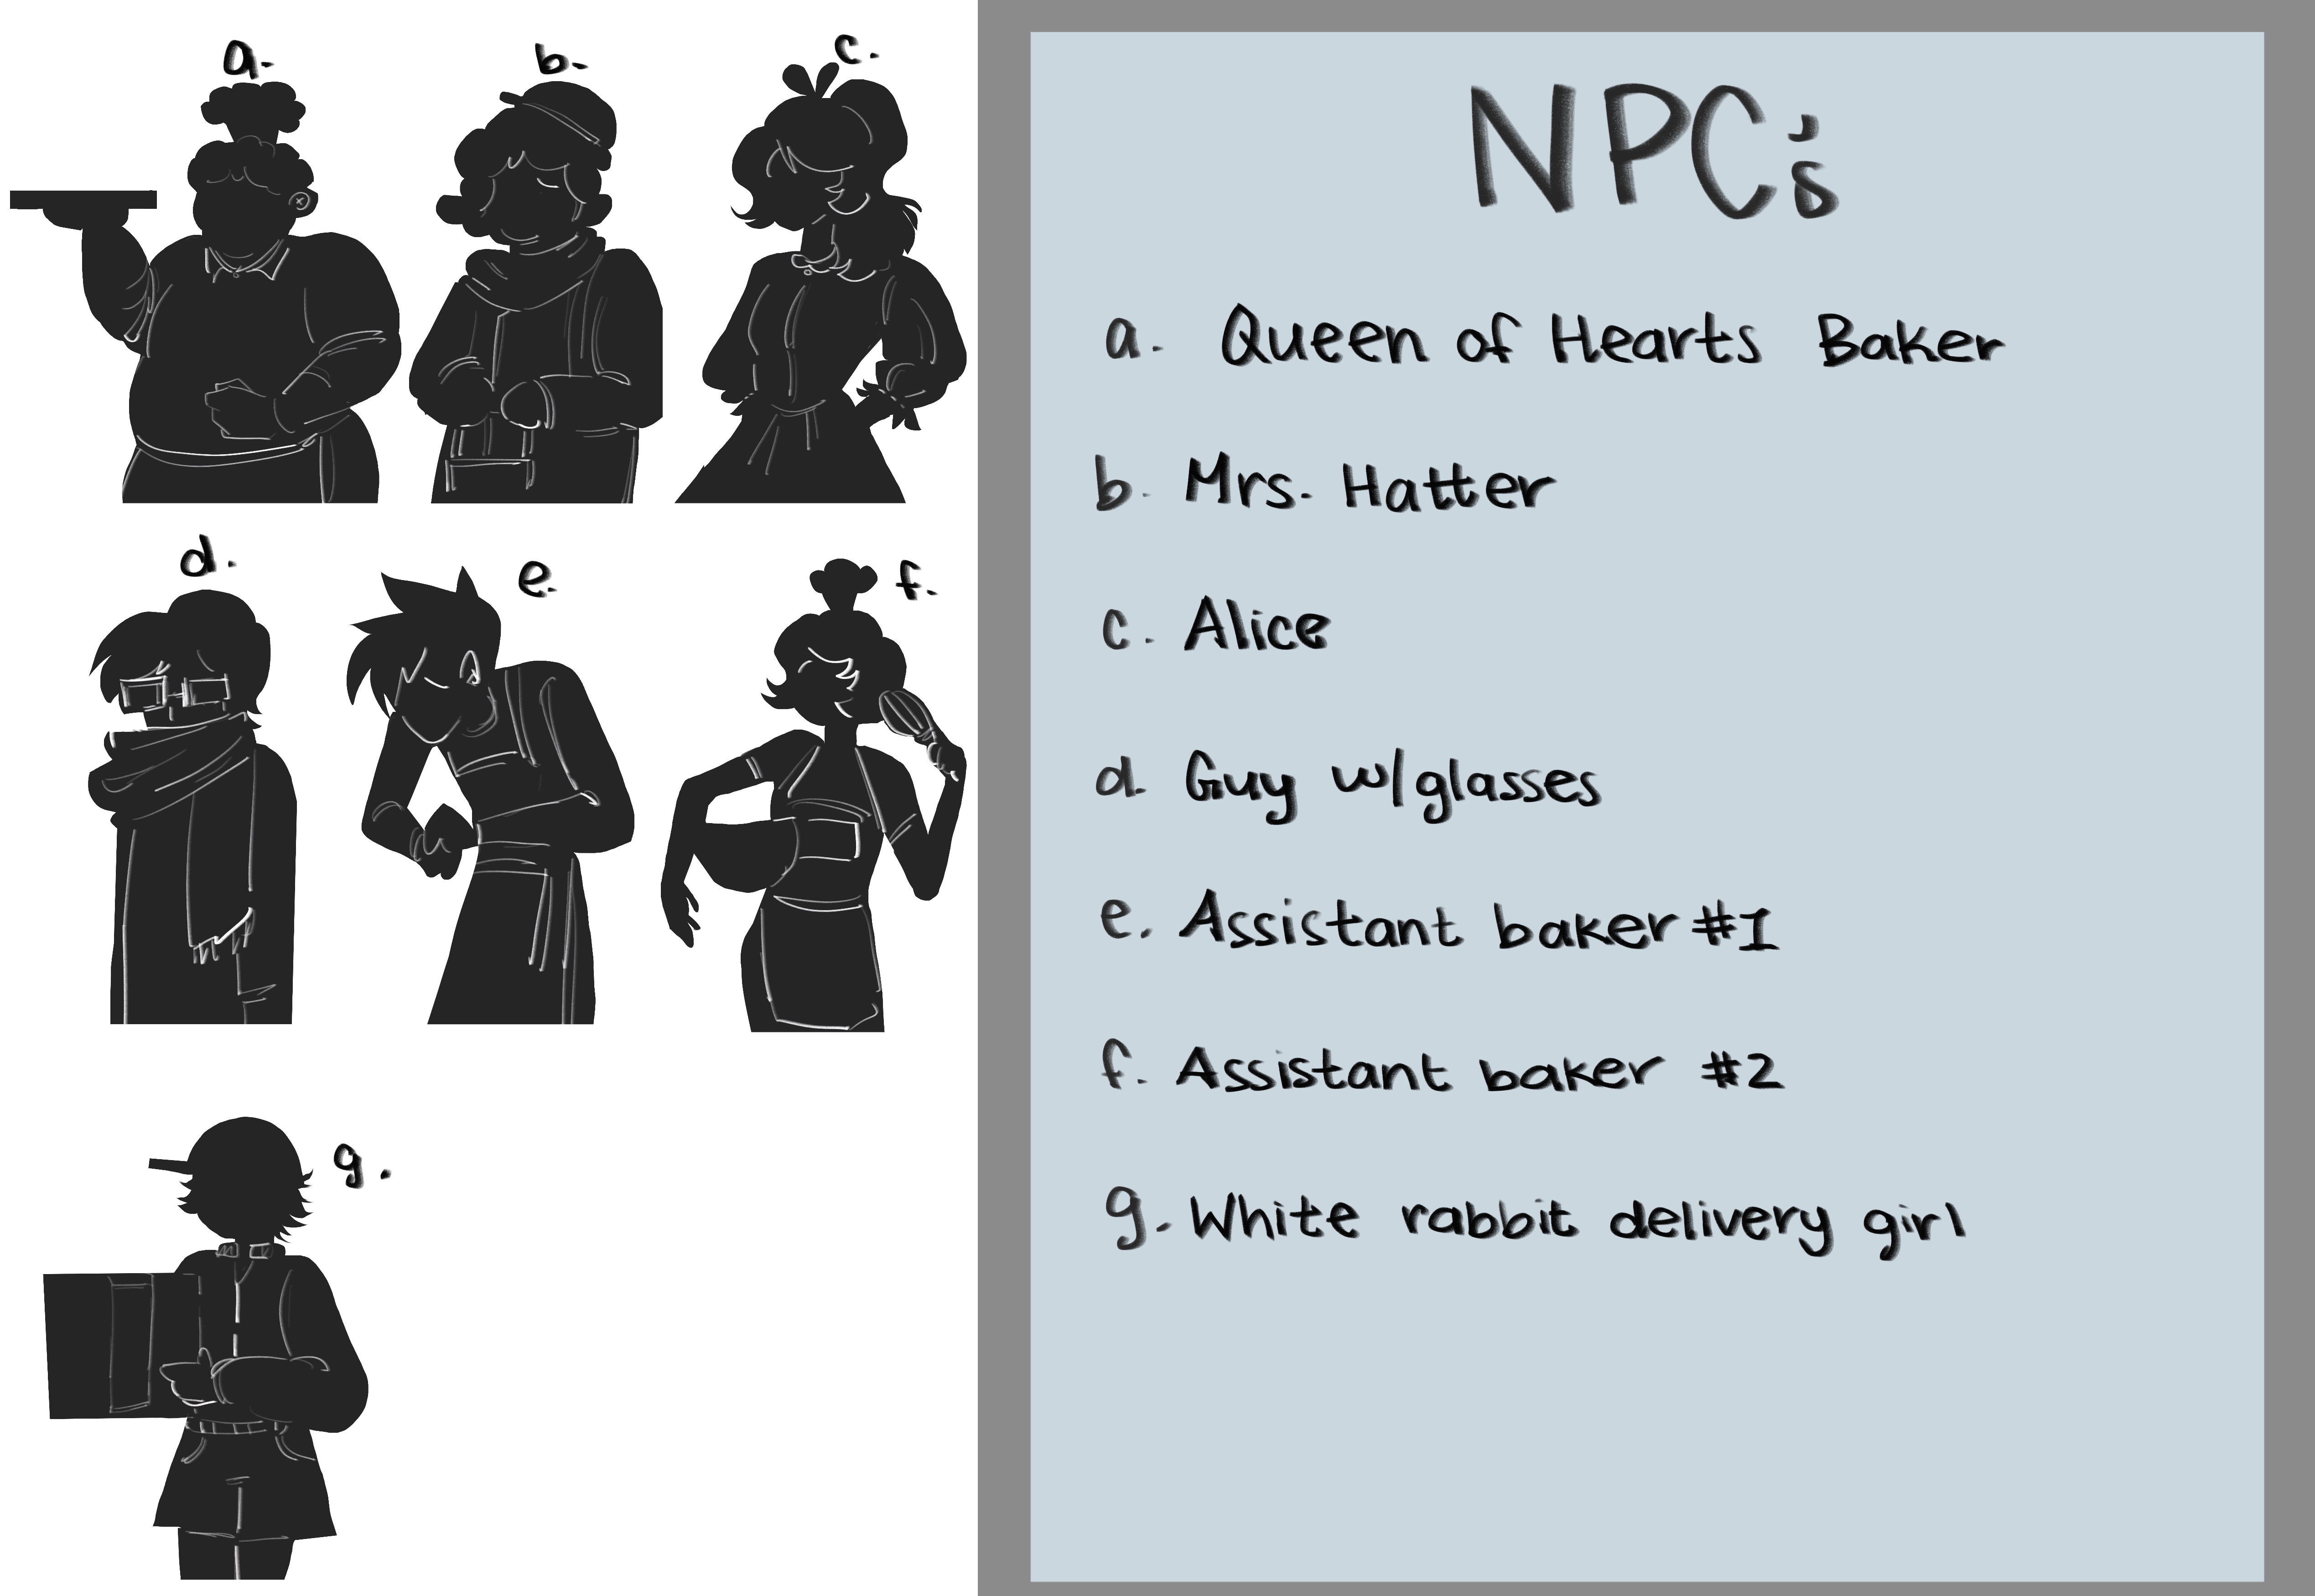 a.
b.
c.
d.
e.
f.
g.
NPC's
a. Queen of Hearts Baker
b. Mrs. Hatter
c. Alice
d. Guy w/glasses
e. Assistant baker #1
f. Assistant baker #2
g. White rabbit delivery girl